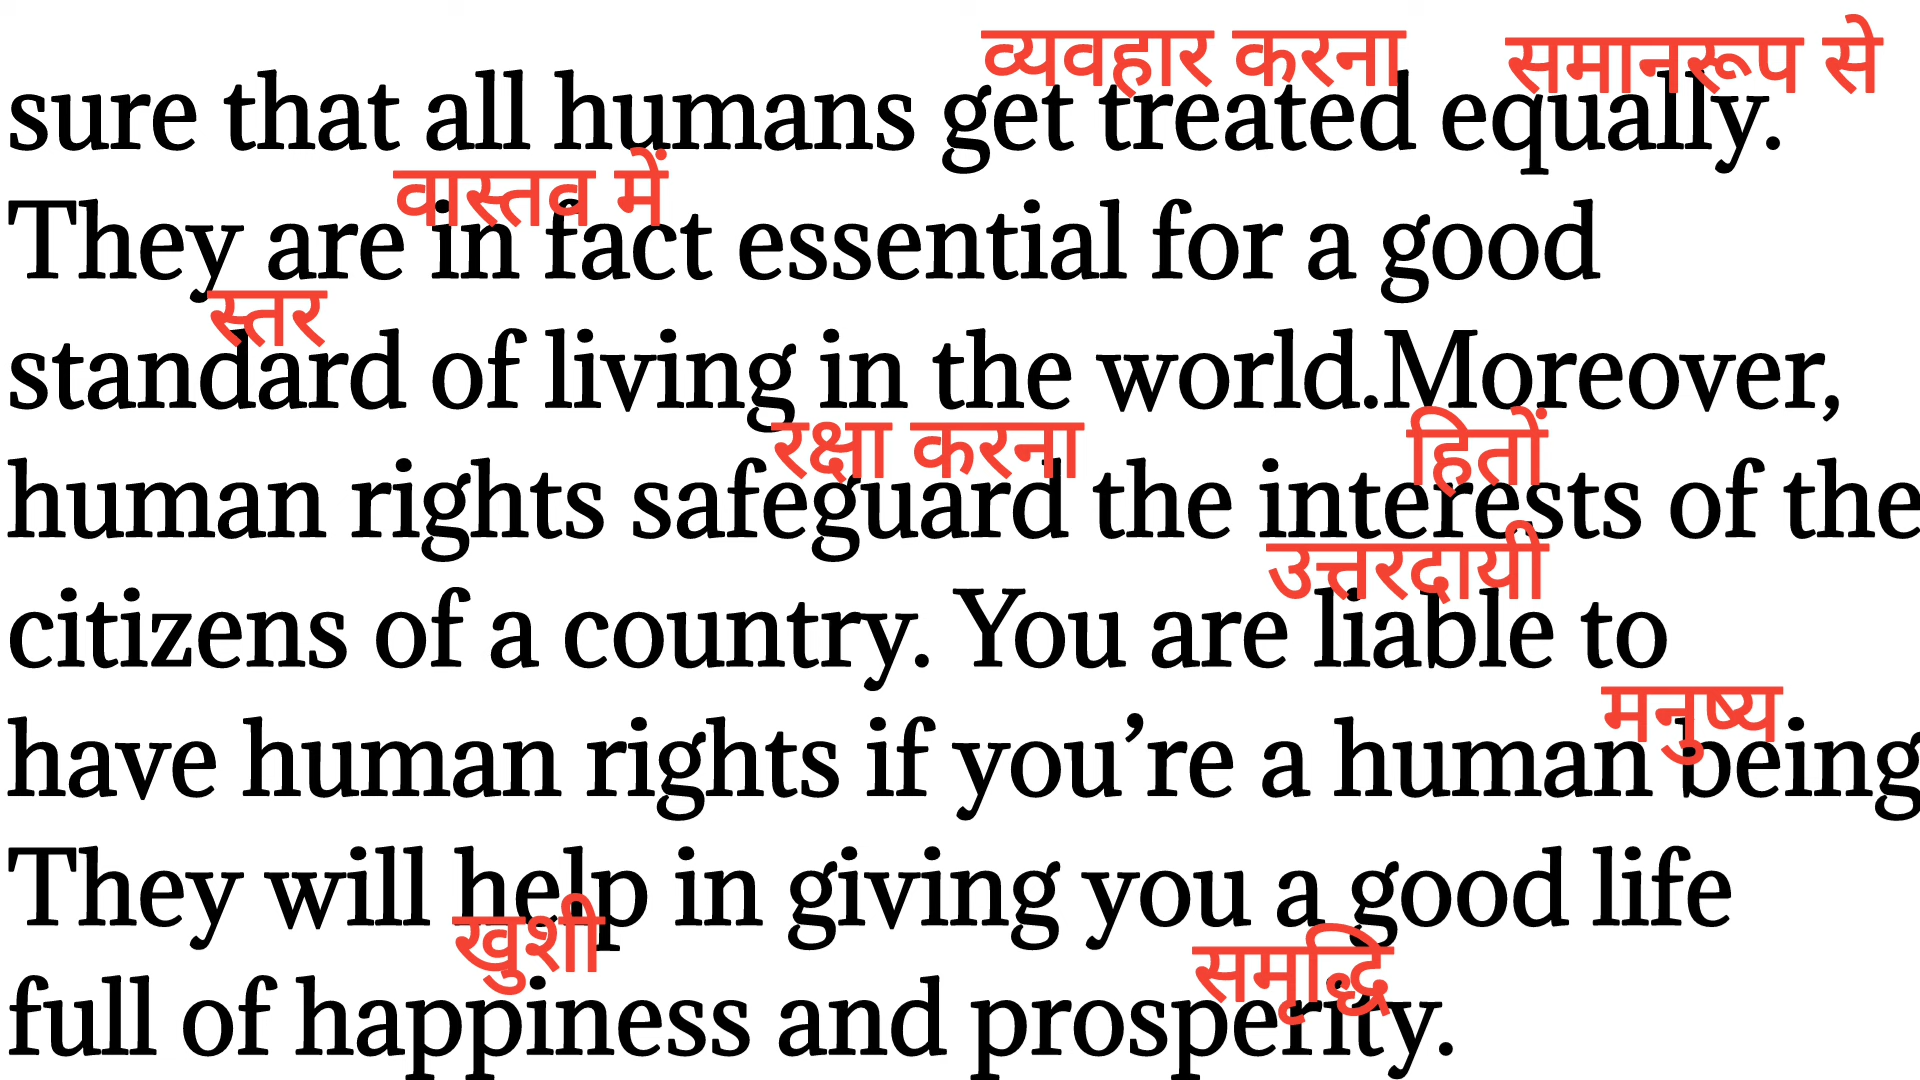 व्यवहार करना समानरूप से
sure that all humans get treated equally.
वास्तव में
They are in fact essential for a good
स्तर
standard of living in the world.Moreover,
रक्षा करना हितों
human rights safeguard the interests of the
उत्तरदायी
citizens of a country. You are liable to
मनुष्य
have human rights if you’re a human being
They will help in giving you a good life
खुशी समृद्धि
full of happiness and prosperity.